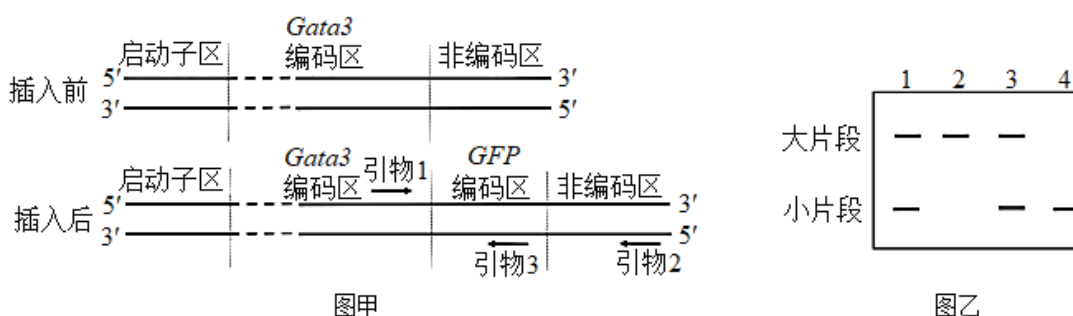 Gata3
启动子区 编码区 非编码区
插入前 5′ 3′
3′ 5′
Gata3 引物1 GFP
启动子区 编码区 编码区 非编码区
插入后 5′ 3′
3′ 5′
引物3 引物2
图甲
1 2 3 4
大片段
小片段
图乙